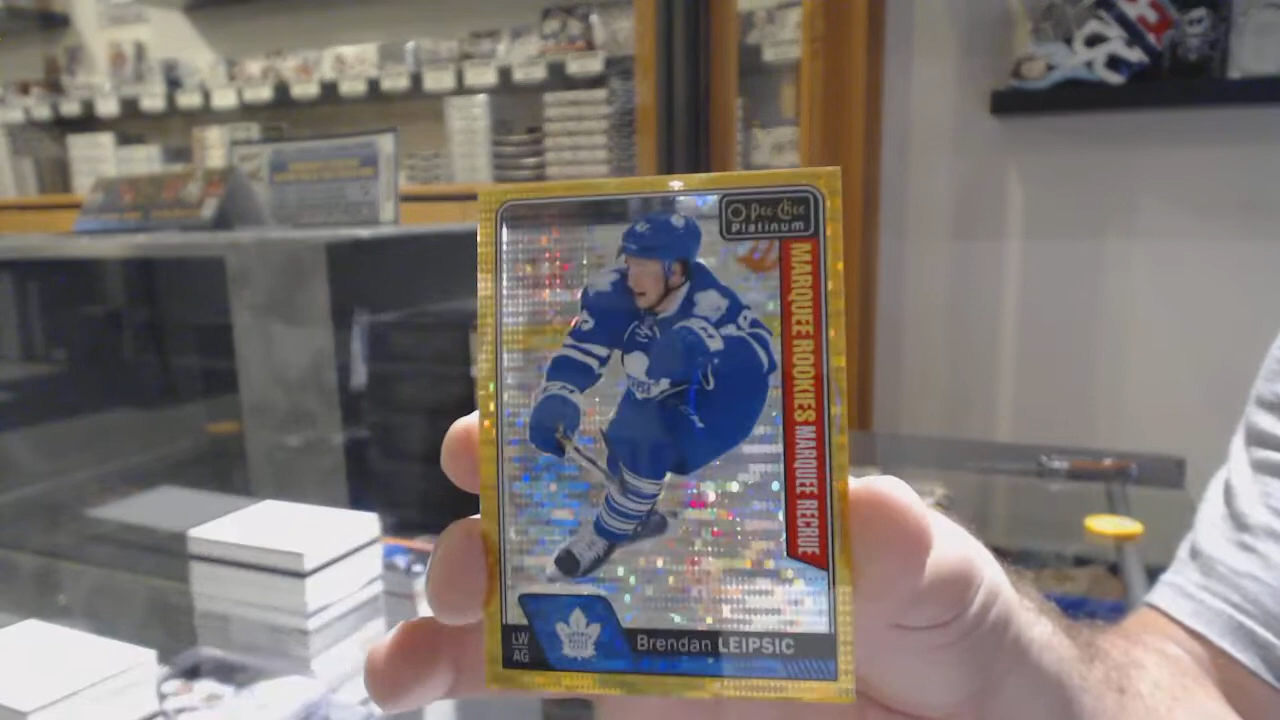 O Pee-Chee
Platinum
MARQUEE ROOKIES MARQUEE RECRUE
LW
AG
Brendan LEIPSIC